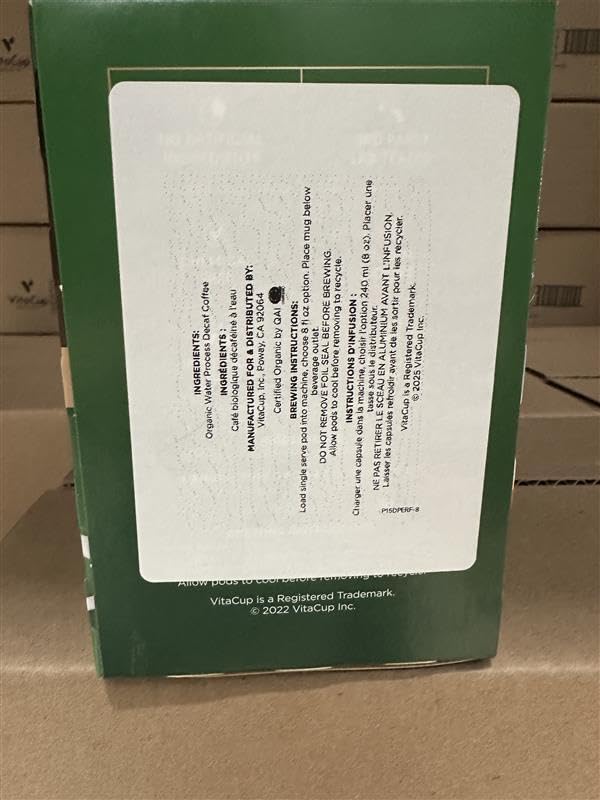 INGREDIENTS:
Organic Water Process Decaf Coffee
INGRÉDIENTS :
Café biologique décaféiné à l'eau
MANUFACTURED FOR & DISTRIBUTED BY:
VitaCup, Inc., Poway, CA 92064
Certified Organic by QAI
BREWING INSTRUCTIONS:
Load single serve pod into machine, choose 8 fl oz option. Place mug below
beverage outlet.
DO NOT REMOVE FOIL SEAL BEFORE BREWING.
Allow pods to cool before removing to recycle.
INSTRUCTIONS D'INFUSION :
Charger une capsule dans la machine, choisir l'option 240 ml (8 oz). Placer une
tasse sous le distributeur.
NE PAS RETIRER LE SCEAU EN ALUMINIUM AVANT L'INFUSION.
Laisser les capsules refroidir avant de les sortir pour les recycler.
VitaCup is a Registered Trademark.
© 2025 VitaCup Inc.
P15DPERF-8
Allow pods to cool before removing to recycle.
VitaCup is a Registered Trademark.
© 2022 VitaCup Inc.